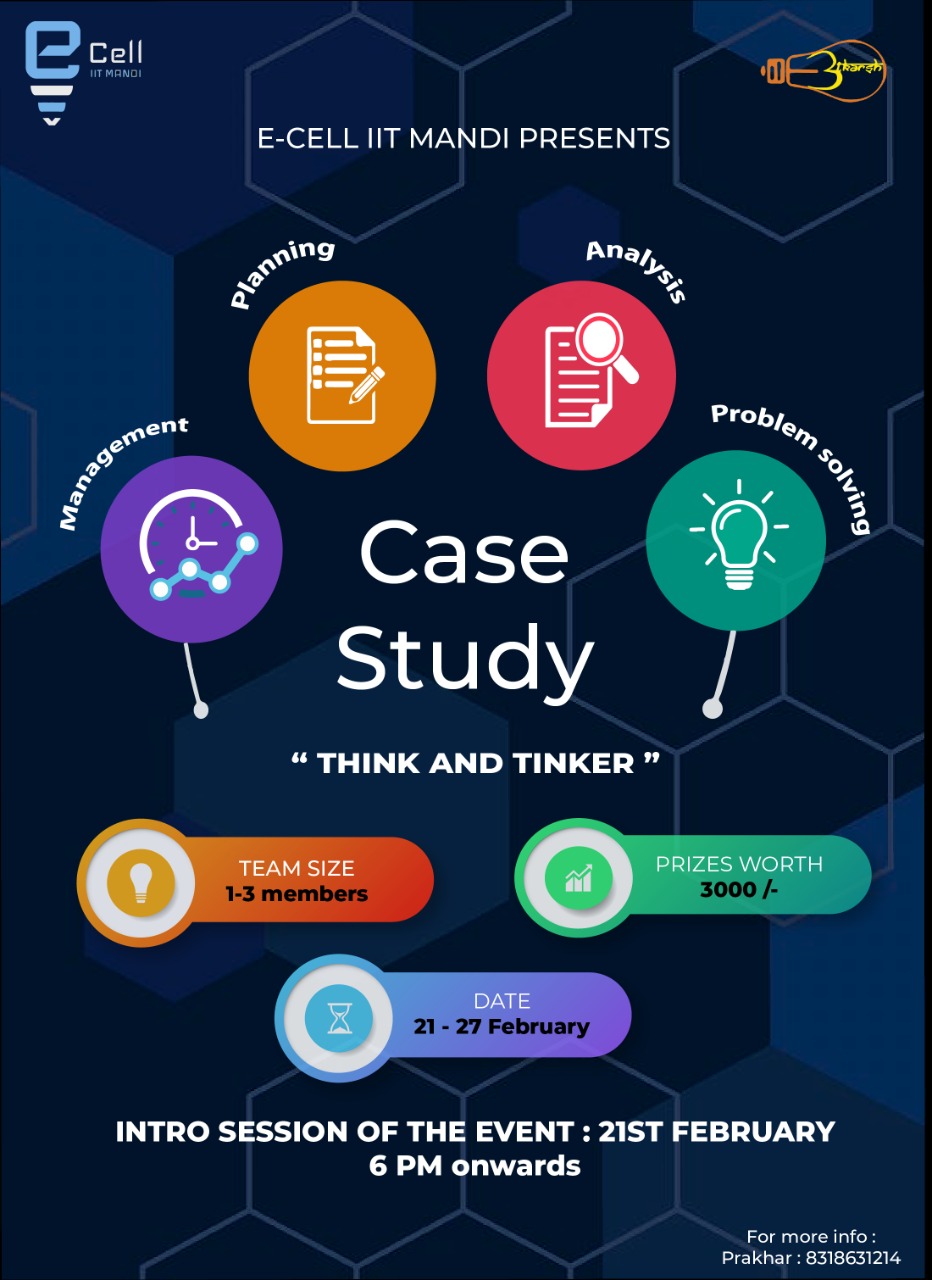 e Cell
IIT MANDI
उtkarsh
E-CELL IIT MANDI PRESENTS
Planning
Analysis
Management
Problem solving
Case
Study
“ THINK AND TINKER ”
TEAM SIZE
1-3 members
PRIZES WORTH
3000 /-
DATE
21 - 27 February
INTRO SESSION OF THE EVENT : 21ST FEBRUARY
6 PM onwards
For more info :
Prakhar : 8318631214